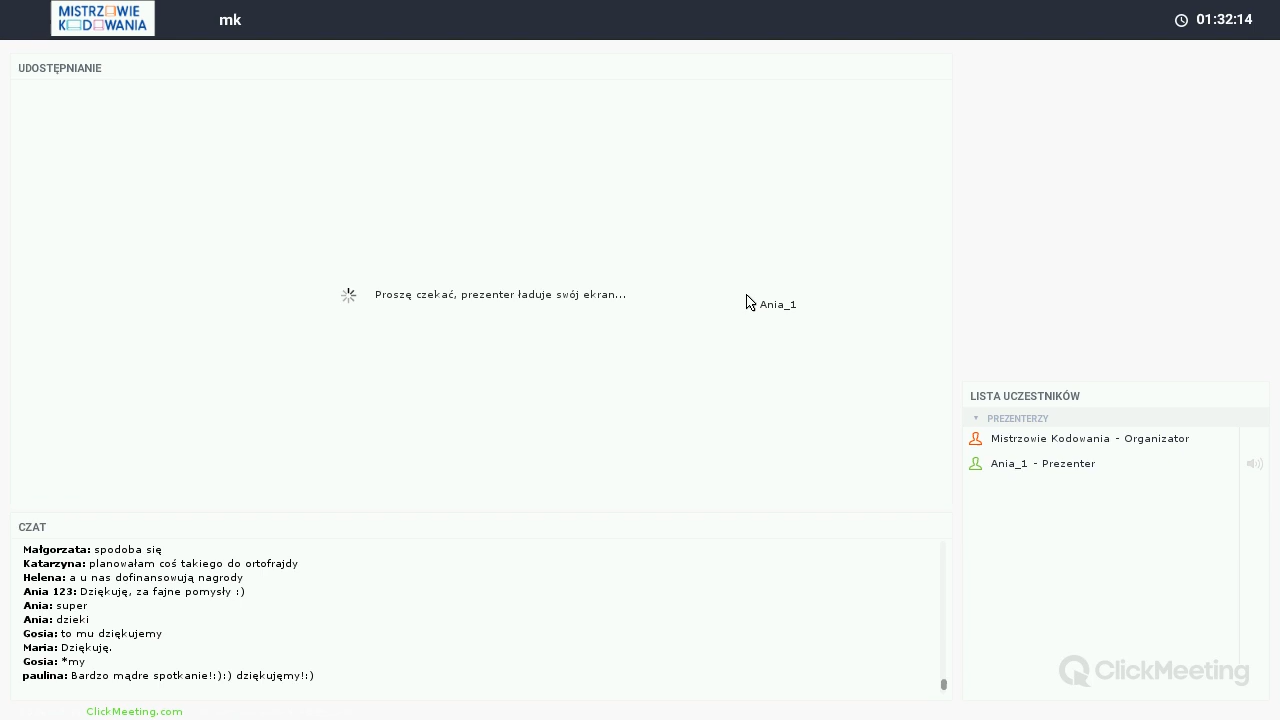 MISTRZOWIE
KODOWANIA
mk
01:32:14
UDOSTĘPNIANIE
Proszę czekać, prezenter ładuje swój ekran...
Ania_1
LISTA UCZESTNIKÓW
PREZENTERZY
Mistrzowie Kodowania - Organizator
Ania_1 - Prezenter
CZAT
Małgorzata: spodoba się
Katarzyna: planowałam coś takiego do ortofrajdy
Helena: a u nas dofinansowują nagrody
Ania 123: Dziękuję, za fajne pomysły :)
Ania: super
Ania: dzieki
Gosia: to mu dziękujemy
Maria: Dziękuję.
Gosia: *my
paulina: Bardzo mądre spotkanie!:):) dziękujęmy!:)
ClickMeeting
ClickMeeting.com